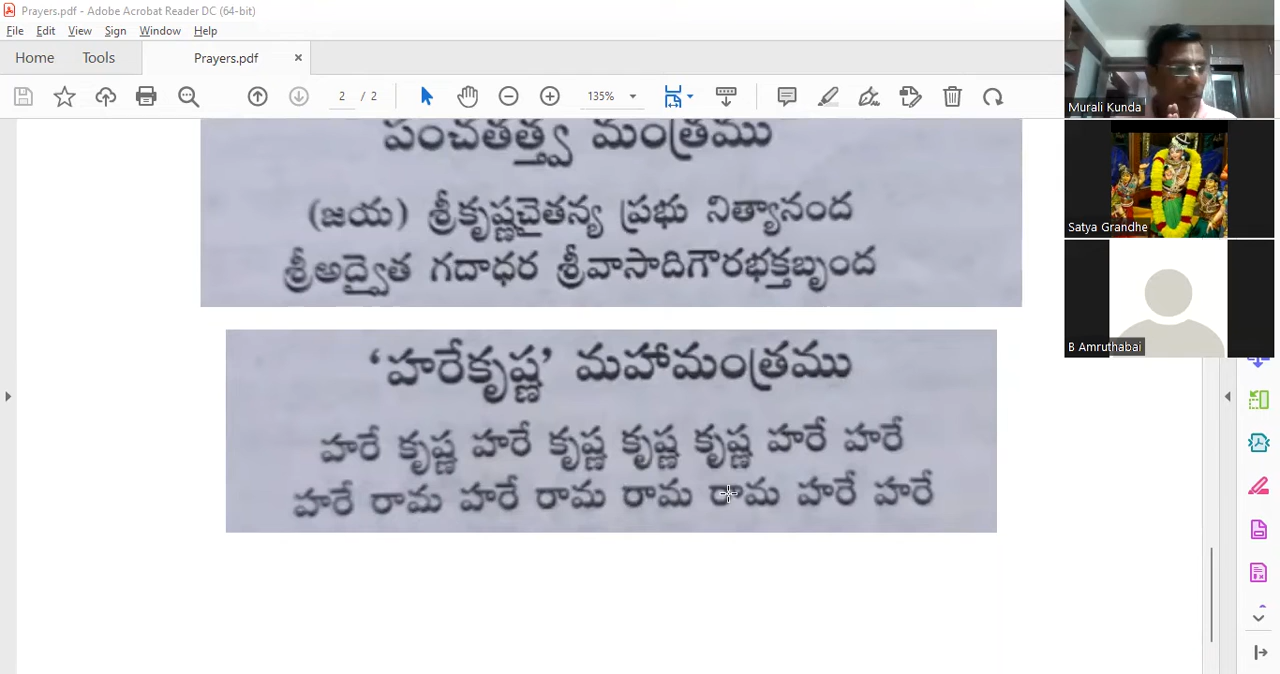 Prayers.pdf - Adobe Acrobat Reader DC (64-bit)
File Edit View Sign Window Help
Home Tools Prayers.pdf ×
2 / 2 135%
పంచతత్త్వ మంత్రము
(జయ) శ్రీకృష్ణచైతన్య ప్రభు నిత్యానంద
శ్రీఅద్వైత గదాధర శ్రీవాసాదిగౌరభక్తబృంద
‘హరేకృష్ణ’ మహామంత్రము
హరే కృష్ణ హరే కృష్ణ కృష్ణ కృష్ణ హరే హరే
హరే రామ హరే రామ రామ రామ హరే హరే
Murali Kunda
Satya Grandhe
B Amruthabai